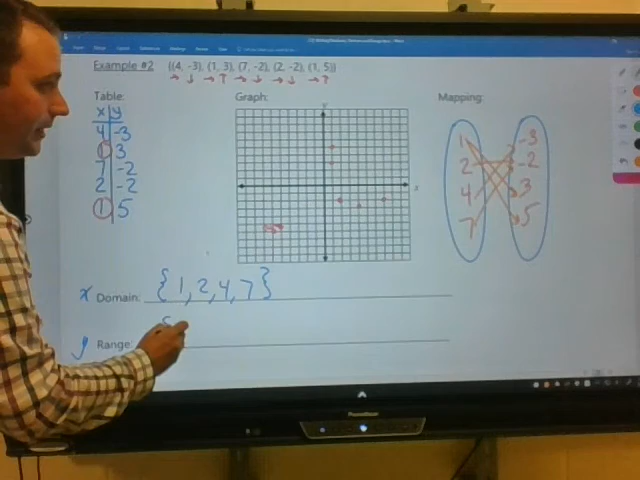 Example #2 {(4, -3), (1, 3), (7, -2), (2, -2), (1, 5)}
Table:
x y
4 -3
1 3
7 -2
2 -2
1 5
Graph:
y
x
Mapping:
1 -3
2 -2
4 3
7 5
x Domain: {1, 2, 4, 7}
y Range:
Promethean